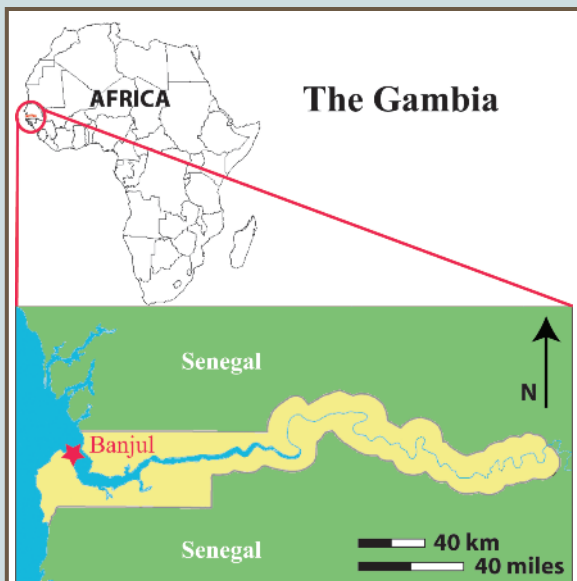 AFRICA
The Gambia
Senegal
N
Banjul
Senegal
40 km
40 miles